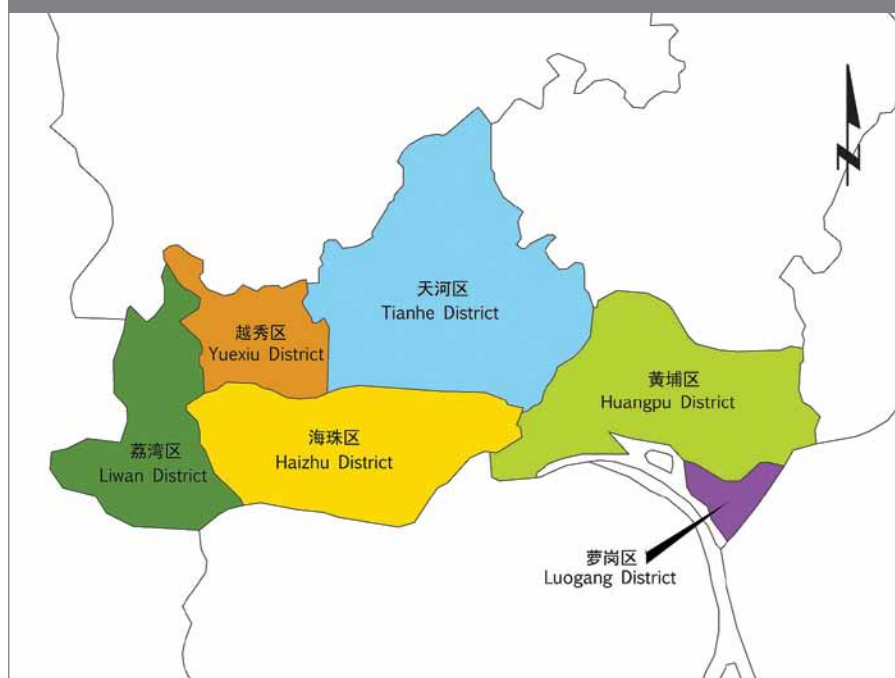 天河区
Tianhe District
越秀区
Yuexiu District
黄埔区
Huangpu District
海珠区
Haizhu District
荔湾区
Liwan District
萝岗区
Luogang District
N